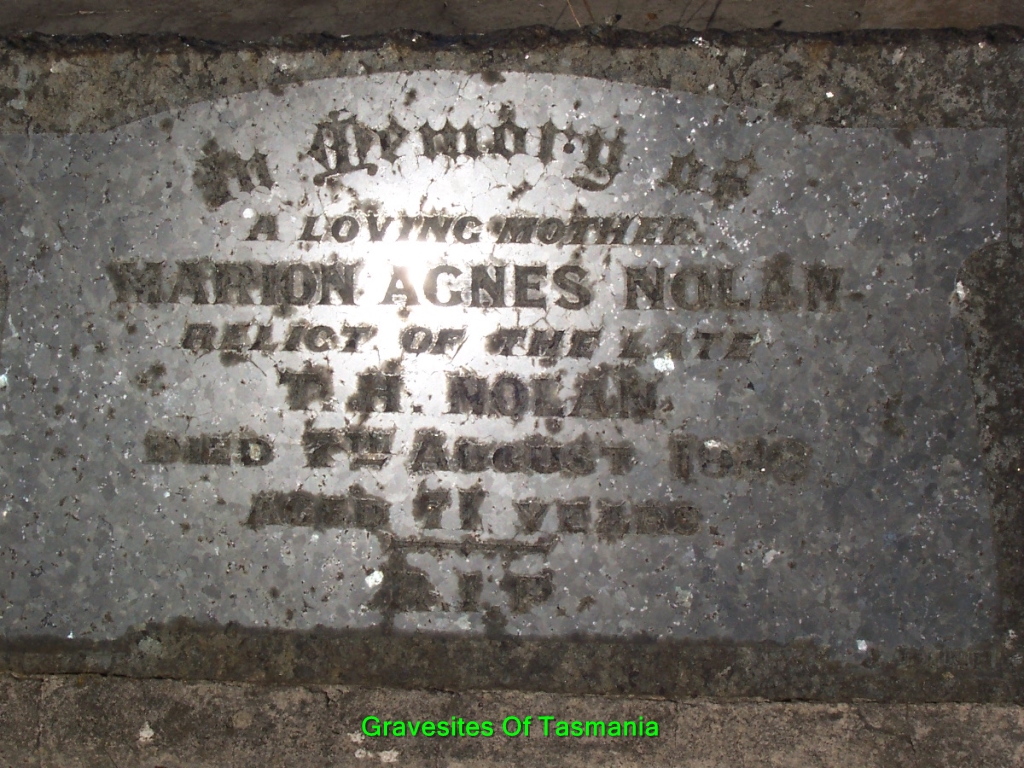 In Memory of
A LOVING MOTHER
MARION AGNES NOLAN
RELICT OF THE LATE
T. H. NOLAN.
DIED 7TH AUGUST
AGED 71 YEARS.
R.I.P.
Gravesites Of Tasmania